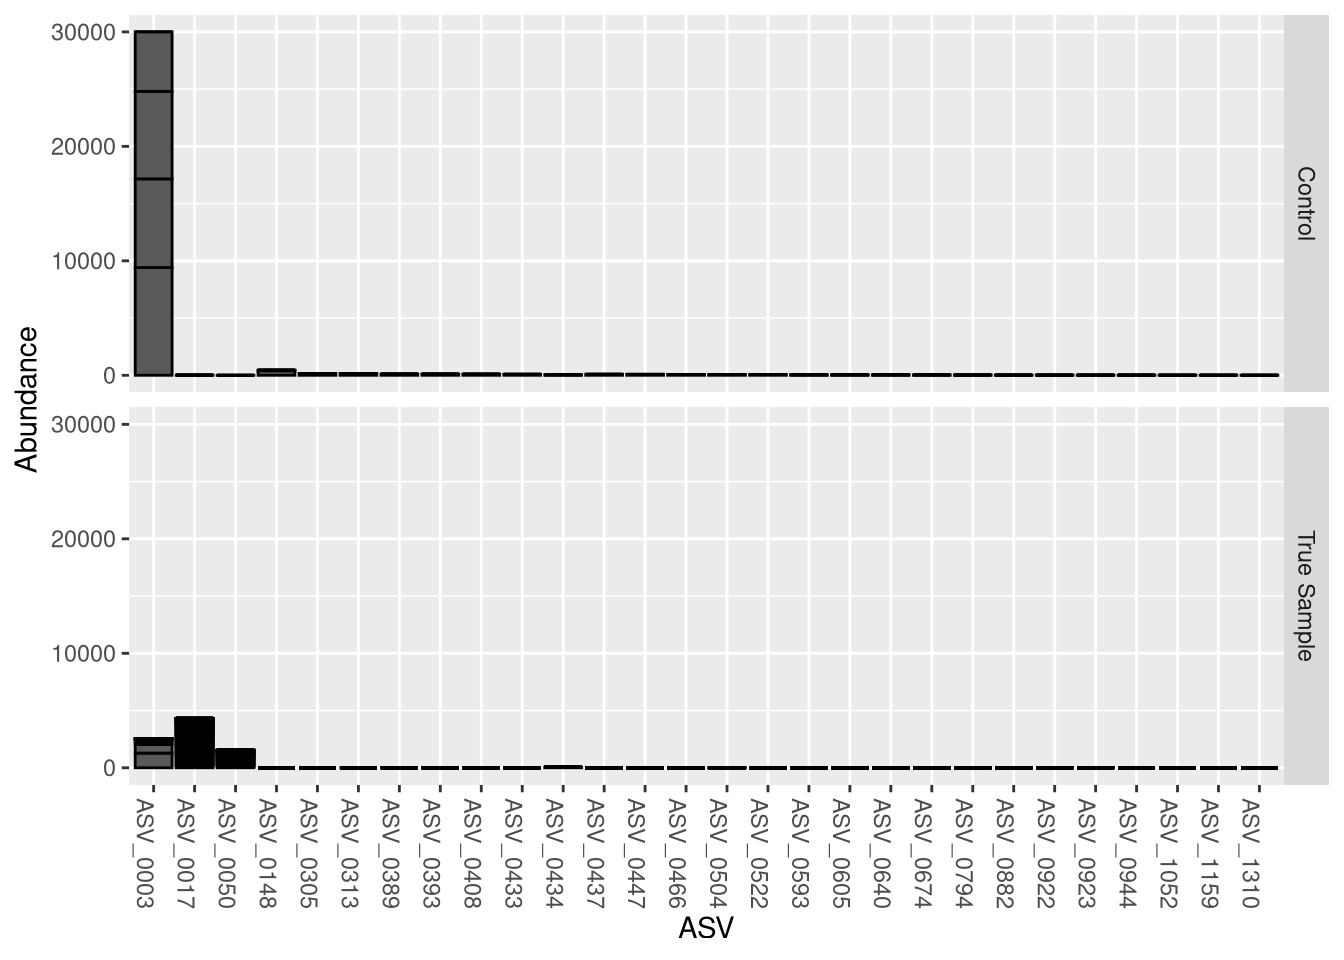 30000
20000
10000
0
Control
Abundance
30000
20000
10000
0
True Sample
ASV_0003
ASV_0017
ASV_0050
ASV_0148
ASV_0305
ASV_0313
ASV_0389
ASV_0393
ASV_0408
ASV_0433
ASV_0434
ASV_0437
ASV_0447
ASV_0466
ASV_0504
ASV_0522
ASV_0593
ASV_0605
ASV_0640
ASV_0674
ASV_0794
ASV_0882
ASV_0922
ASV_0923
ASV_0944
ASV_1052
ASV_1159
ASV_1310
ASV